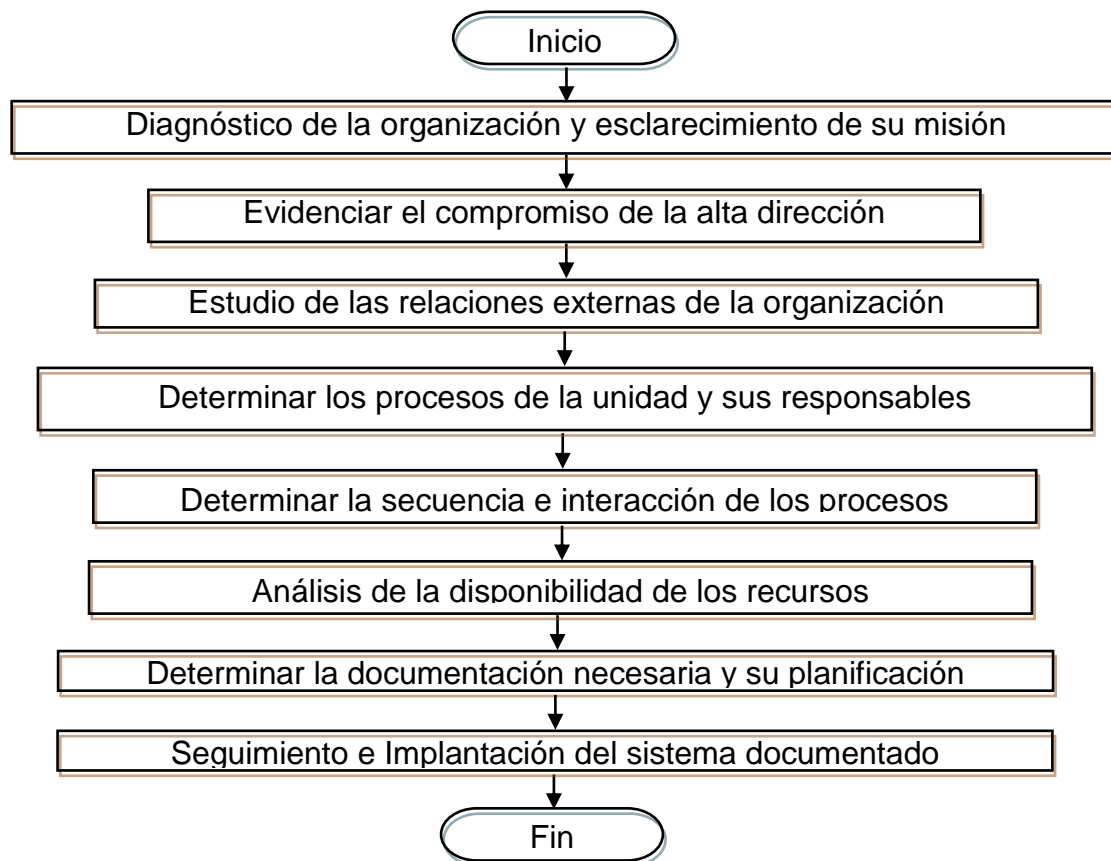 Inicio
Diagnóstico de la organización y esclarecimiento de su misión
Evidenciar el compromiso de la alta dirección
Estudio de las relaciones externas de la organización
Determinar los procesos de la unidad y sus responsables
Determinar la secuencia e interacción de los procesos
Análisis de la disponibilidad de los recursos
Determinar la documentación necesaria y su planificación
Seguimiento e Implantación del sistema documentado
Fin